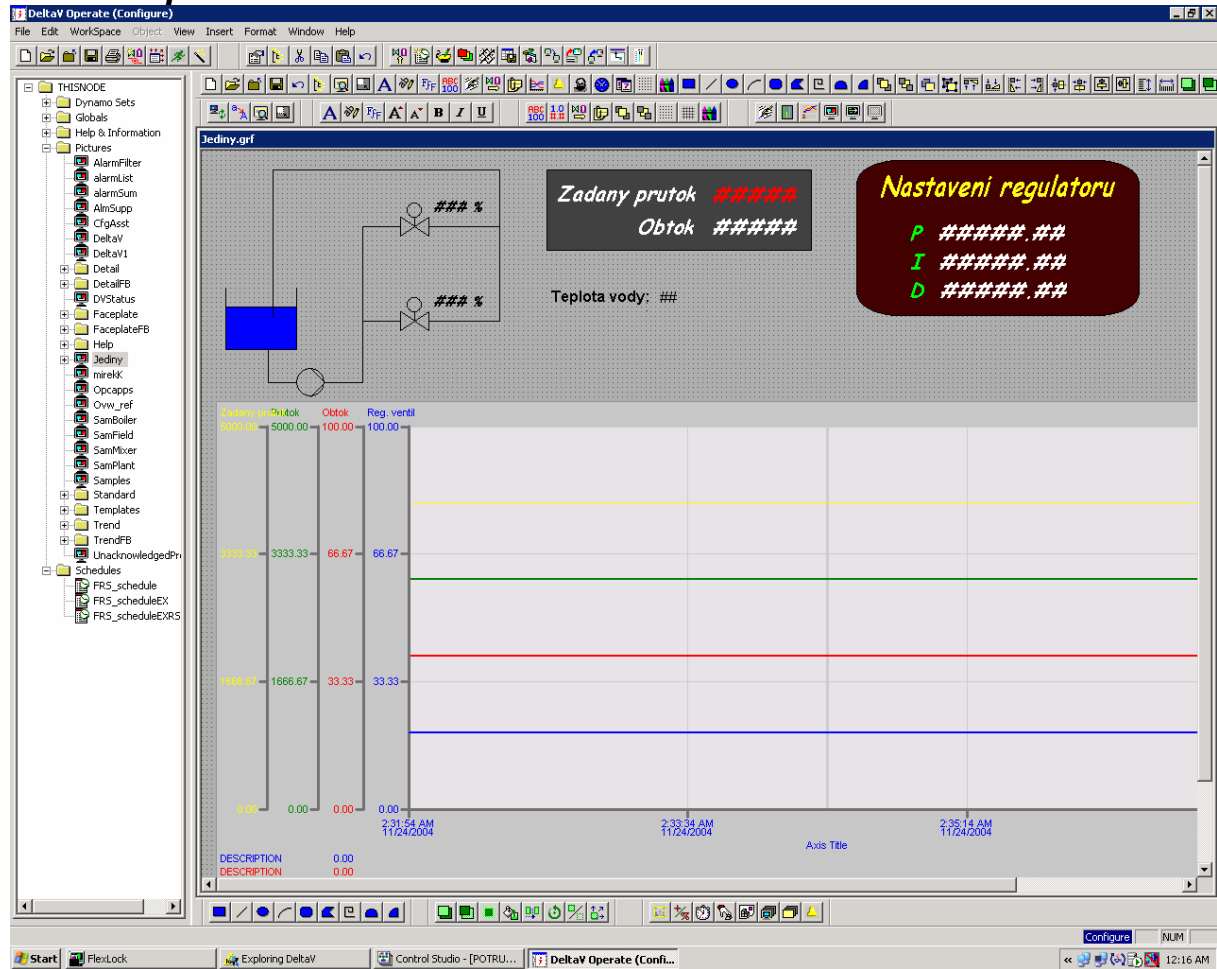 DeltaV Operate (Configure)
File Edit WorkSpace Object View Insert Format Window Help
THISNODE
Dynamo Sets
Globals
Help & Information
Pictures
AlarmFilter
alarmList
alarmSum
AlmSupp
CfgAsst
DeltaV
DeltaV1
Detail
DetailFB
DVStatus
Faceplate
FaceplateFB
Help
Jediny
mirekK
Opcapps
Ovw_ref
SamBoiler
SamField
SamMixer
SamPlant
Samples
Standard
Templates
Trend
TrendFB
UnacknowledgedPr
Schedules
FRS_schedule
FRS_scheduleEX
FRS_scheduleEXRS
Jediny.grf
### %
### %
Zadany prutok #####
Obtok #####
Teplota vody: ##
Nastaveni regulatoru
P #####.##
I #####.##
D #####.##
Zadany prutok Prutok Obtok Reg. ventil
5000.00 5000.00 100.00 100.00
3333.33 3333.33 66.67 66.67
1666.67 1666.67 33.33 33.33
0.00 0.00 0.00 0.00
2:31:54 AM 2:33:34 AM 2:35:14 AM
11/24/2004 11/24/2004 11/24/2004
Axis Title
DESCRIPTION 0.00
DESCRIPTION 0.00
Configure NUM
Start FlexLock Exploring DeltaV Control Studio - [POTRU... DeltaV Operate (Confi... 12:16 AM